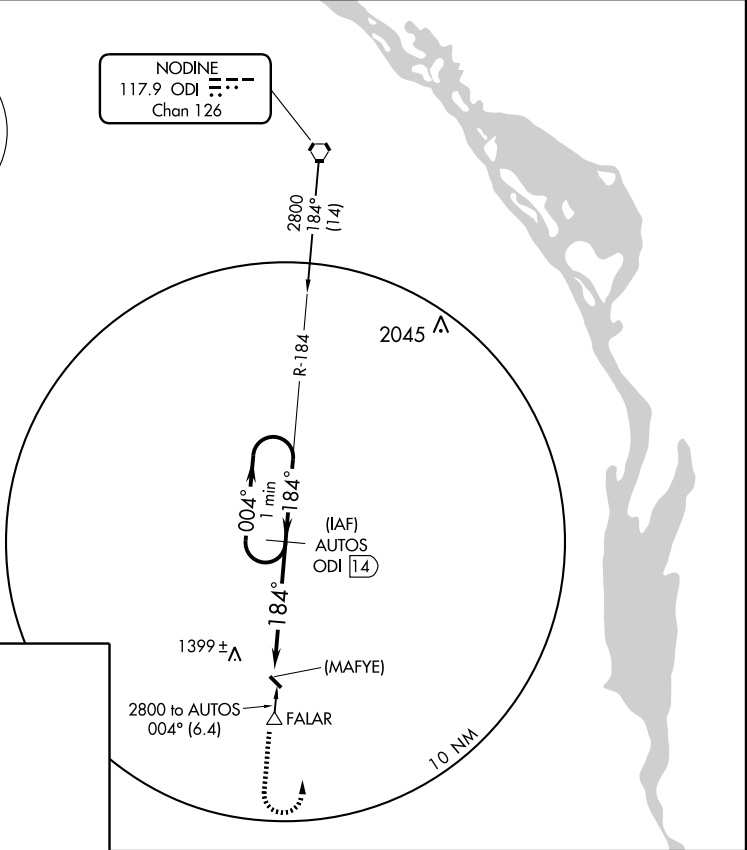 NODINE
117.9 ODI
Chan 126
2800
184°
(14)
2045
R-184
004°
1 min
184°
(IAF)
AUTOS
ODI 14
184°
1399 ±
(MAFYE)
2800 to AUTOS
004° (6.4)
FALAR
10 NM